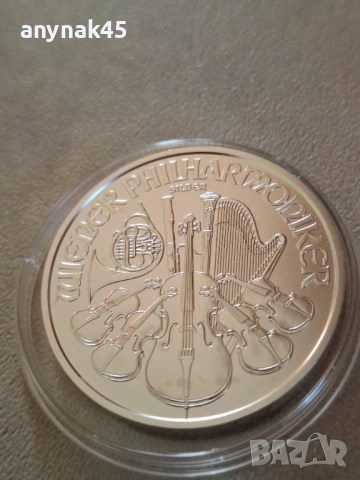 anynak45
WIENER PHILHARMONIKER
SILBER
BAZAR